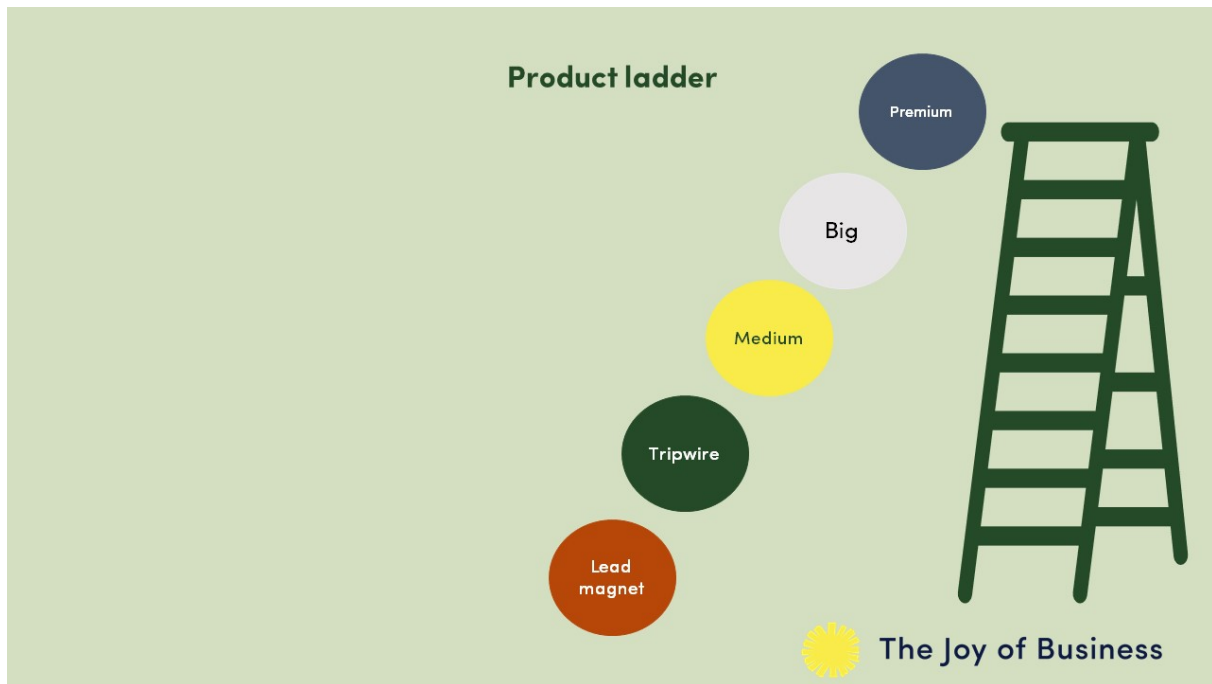 Product ladder
Premium
Big
Medium
Tripwire
Lead
magnet
The Joy of Business